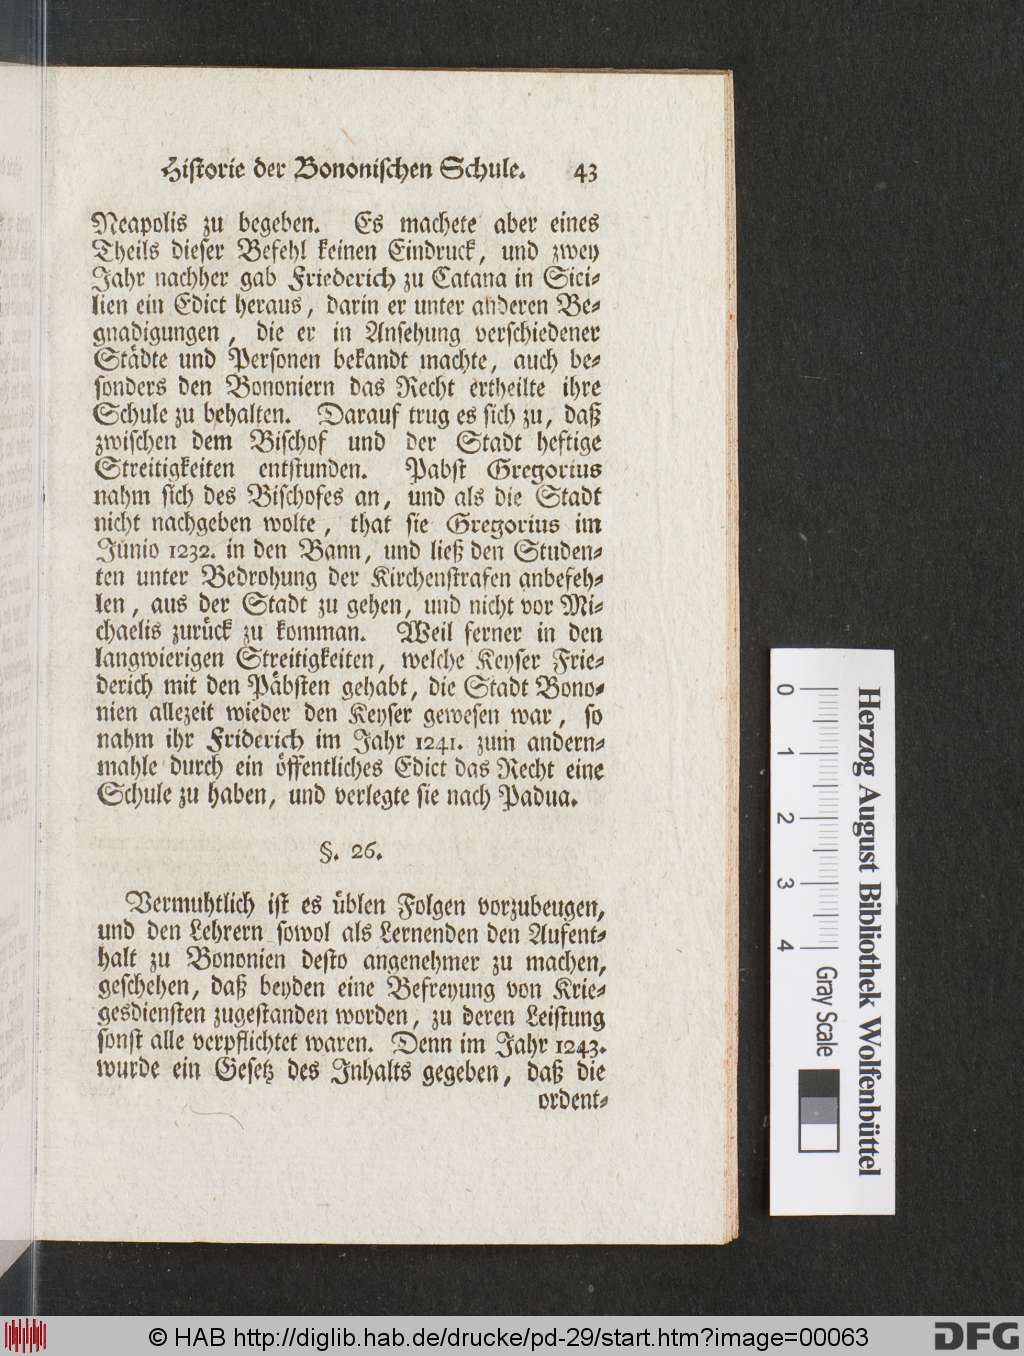 Historie der Bononischen Schule. 43
Neapolis zu begeben. Es machete aber eines
Theils dieser Befehl keinen Eindruck, und zwey
Jahr nachher gab Friederich zu Catana in Sici-
lien ein Edict heraus, darin er unter anderen Be-
gnadigungen, die er in Ansehung verschiedener
Städte und Personen bekandt machte, auch be-
sonders den Bononiern das Recht ertheilte ihre
Schule zu behalten. Darauf trug es sich zu, daß
zwischen dem Bischof und der Stadt heftige
Streitigkeiten entstunden. Pabst Gregorius
nahm sich des Bischofes an, und als die Stadt
nicht nachgeben wolte, that sie Gregorius im
Junio 1232. in den Bann, und ließ den Studen-
ten unter Bedrohung der Kirchenstrafen anbefeh-
len, aus der Stadt zu gehen, und nicht vor Mi-
chaelis zurück zu komman. Weil ferner in den
langwierigen Streitigkeiten, welche Keyser Frie-
derich mit den Päbsten gehabt, die Stadt Bono-
nien allezeit wieder den Keyser gewesen war, so
nahm ihr Friderich im Jahr 1241. zum andern-
mahle durch ein öffentliches Edict das Recht eine
Schule zu haben, und verlegte sie nach Padua.
§. 26.
Vermuhtlich ist es üblen Folgen vorzubeugen,
und den Lehrern sowol als Lernenden den Aufent-
halt zu Bononien desto angenehmer zu machen,
geschehen, daß beyden eine Befreyung von Krie-
gesdiensten zugestanden worden, zu deren Leistung
sonst alle verpflichtet waren. Denn im Jahr 1243.
wurde ein Gesetz des Inhalts gegeben, daß die
ordent-
0 1 2 3 4 Gray Scale
Herzog August Bibliothek Wolfenbüttel
© HAB http://diglib.hab.de/drucke/pd-29/start.htm?image=00063
DFG